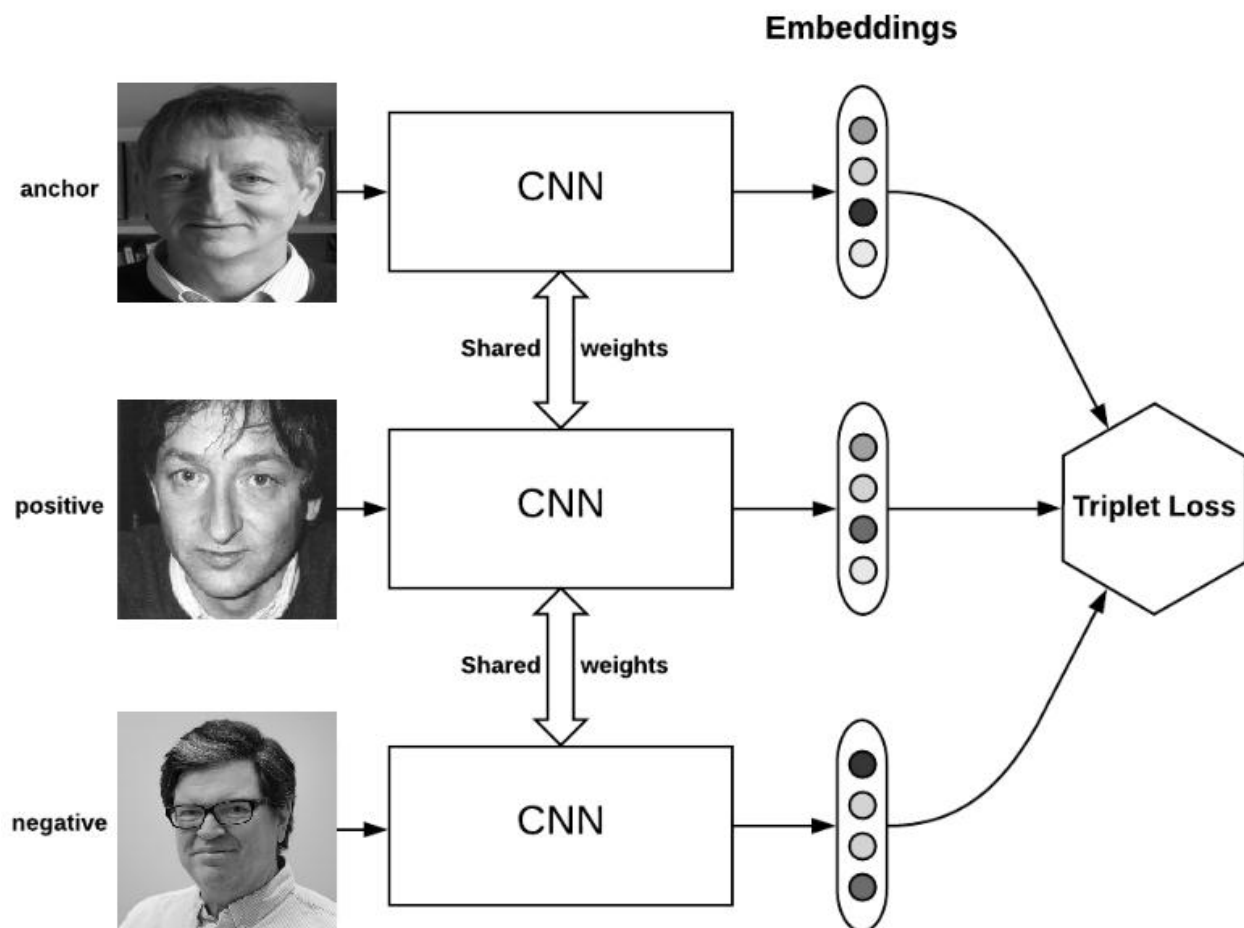 Embeddings
anchor
CNN
Shared weights
positive
CNN
Triplet Loss
Shared weights
negative
CNN